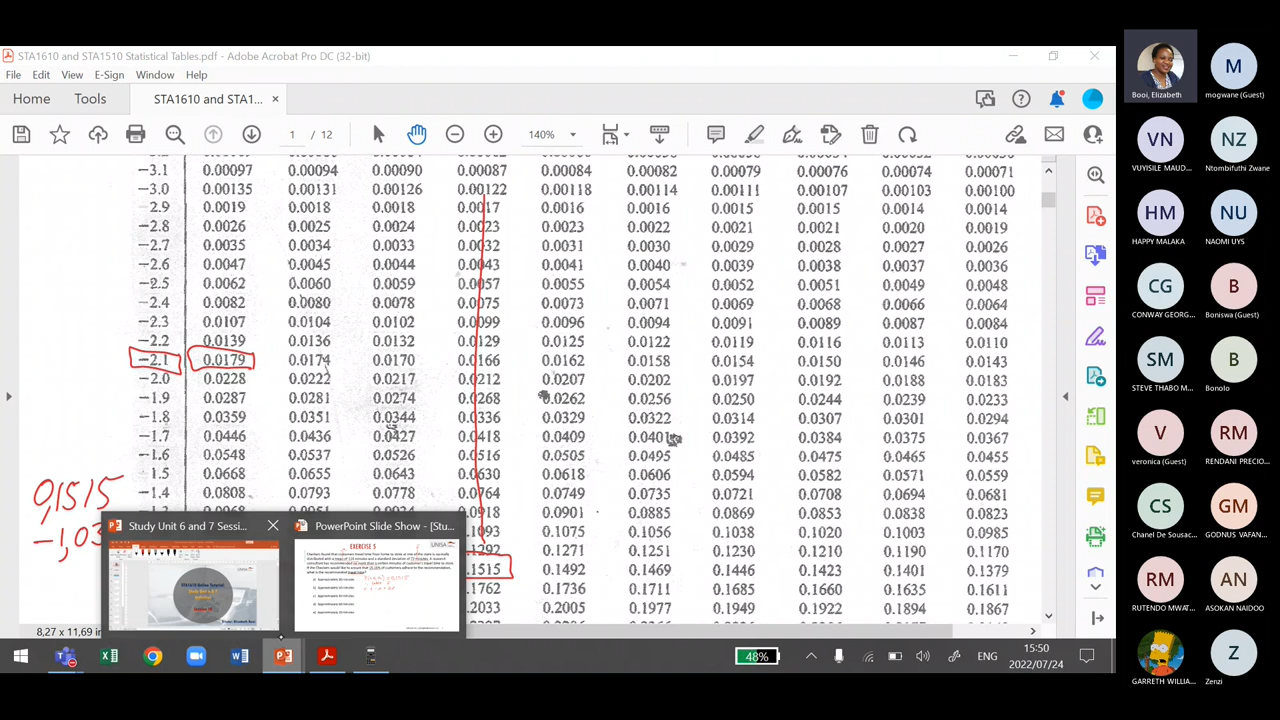 STA1610 and STA1510 Statistical Tables.pdf - Adobe Acrobat Pro DC (32-bit)
File Edit View E-Sign Window Help
Home Tools STA1610 and STA1... ×
1 / 12 140%
−3.1 0.00097 0.00094 0.00090 0.00087 0.00084 0.00082 0.00079 0.00076 0.00074 0.00071
−3.0 0.00135 0.00131 0.00126 0.00122 0.00118 0.00114 0.00111 0.00107 0.00103 0.00100
−2.9 0.0019 0.0018 0.0018 0.0017 0.0016 0.0016 0.0015 0.0015 0.0014 0.0014
−2.8 0.0026 0.0025 0.0024 0.0023 0.0023 0.0022 0.0021 0.0021 0.0020 0.0019
−2.7 0.0035 0.0034 0.0033 0.0032 0.0031 0.0030 0.0029 0.0028 0.0027 0.0026
−2.6 0.0047 0.0045 0.0044 0.0043 0.0041 0.0040 0.0039 0.0038 0.0037 0.0036
−2.5 0.0062 0.0060 0.0059 0.0057 0.0055 0.0054 0.0052 0.0051 0.0049 0.0048
−2.4 0.0082 0.0080 0.0078 0.0075 0.0073 0.0071 0.0069 0.0068 0.0066 0.0064
−2.3 0.0107 0.0104 0.0102 0.0099 0.0096 0.0094 0.0091 0.0089 0.0087 0.0084
−2.2 0.0139 0.0136 0.0132 0.0129 0.0125 0.0122 0.0119 0.0116 0.0113 0.0110
−2.1 0.0179 0.0174 0.0170 0.0166 0.0162 0.0158 0.0154 0.0150 0.0146 0.0143
−2.0 0.0228 0.0222 0.0217 0.0212 0.0207 0.0202 0.0197 0.0192 0.0188 0.0183
−1.9 0.0287 0.0281 0.0274 0.0268 0.0262 0.0256 0.0250 0.0244 0.0239 0.0233
−1.8 0.0359 0.0351 0.0344 0.0336 0.0329 0.0322 0.0314 0.0307 0.0301 0.0294
−1.7 0.0446 0.0436 0.0427 0.0418 0.0409 0.0401 0.0392 0.0384 0.0375 0.0367
−1.6 0.0548 0.0537 0.0526 0.0516 0.0505 0.0495 0.0485 0.0475 0.0465 0.0455
−1.5 0.0668 0.0655 0.0643 0.0630 0.0618 0.0606 0.0594 0.0582 0.0571 0.0559
−1.4 0.0808 0.0793 0.0778 0.0764 0.0749 0.0735 0.0721 0.0708 0.0694 0.0681
0.0918 0.0901 0.0885 0.0869 0.0853 0.0838 0.0823
.1093 0.1075 0.1056 0.1038 0.1020 0.1003 0.0985
.1292 0.1271 0.1251 0.1230 0.1210 0.1190 0.1170
.1515 0.1492 0.1469 0.1446 0.1423 0.1401 0.1379
.1762 0.1736 0.1711 0.1685 0.1660 0.1635 0.1611
.2033 0.2005 0.1977 0.1949 0.1922 0.1894 0.1867
0,1515
−1,03
Study Unit 6 and 7 Sessi...
PowerPoint Slide Show - [Stu...
EXERCISE 5
UNISA
8,27 x 11,69 in
48%
ENG
15:50
2022/07/24
Booi, Elizabeth
M
mogwane (Guest)
VN
VUYISILE MAUD...
NZ
Ntombifuthi Zwane
HM
HAPPY MALAKA
NU
NAOMI UYS
CG
CONWAY GEORG...
B
Boniswa (Guest)
SM
STEVE THABO M...
B
Bonolo
V
veronica (Guest)
RM
RENDANI PRECIO...
CS
Chanel De Sousac...
GM
GODNUS VAFAN...
RM
RUTENDO MWAT...
AN
ASOKAN NAIDOO
GARRETH WILLIA...
Z
Zenzi